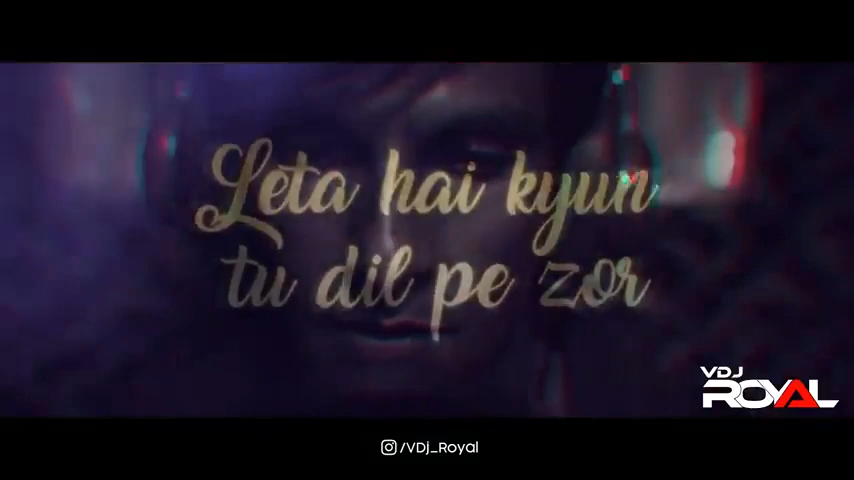 Leta hai kyun
tu dil pe zor
VDJ
ROYAL
/VDj_Royal